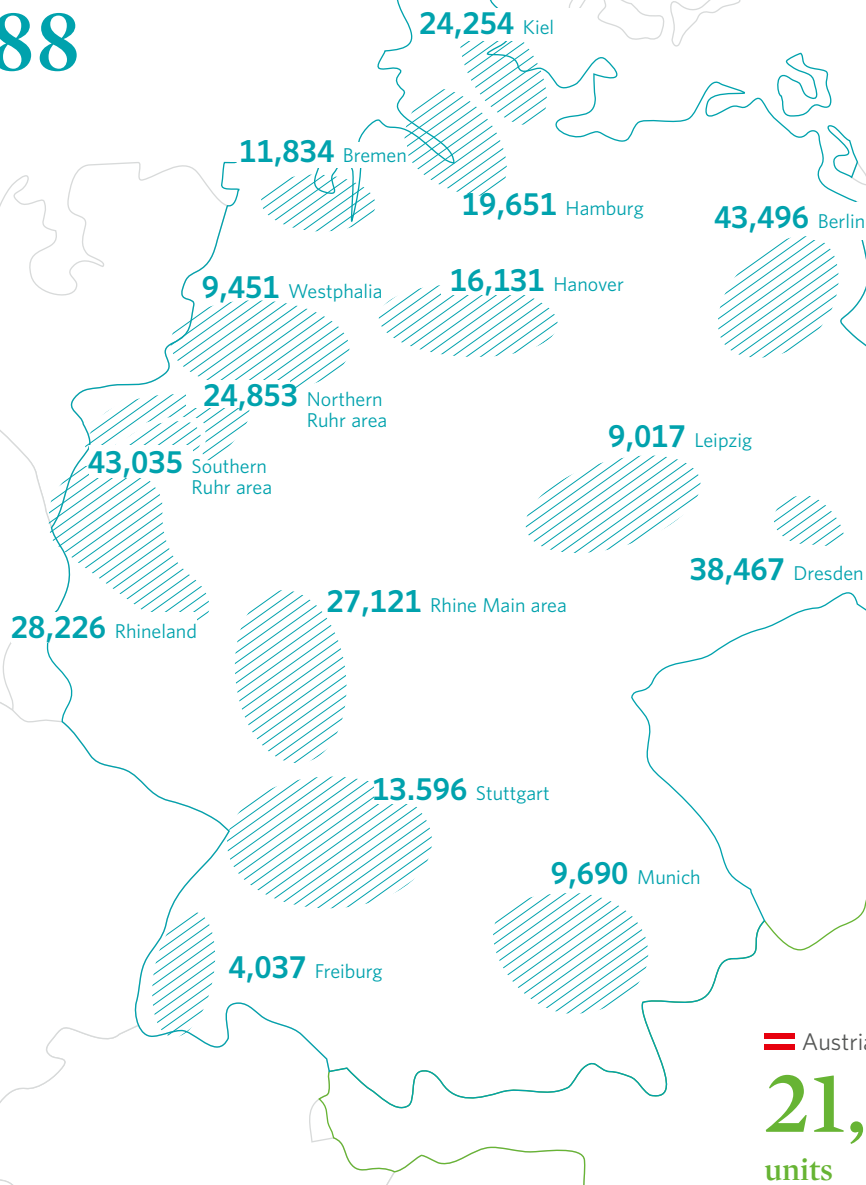 88
24,254 Kiel
11,834 Bremen
19,651 Hamburg
43,496 Berlin
9,451 Westphalia
16,131 Hanover
24,853 Northern
Ruhr area
9,017 Leipzig
43,035 Southern
Ruhr area
38,467 Dresden
27,121 Rhine Main area
28,226 Rhineland
13.596 Stuttgart
9,690 Munich
4,037 Freiburg
Austria
21,
units